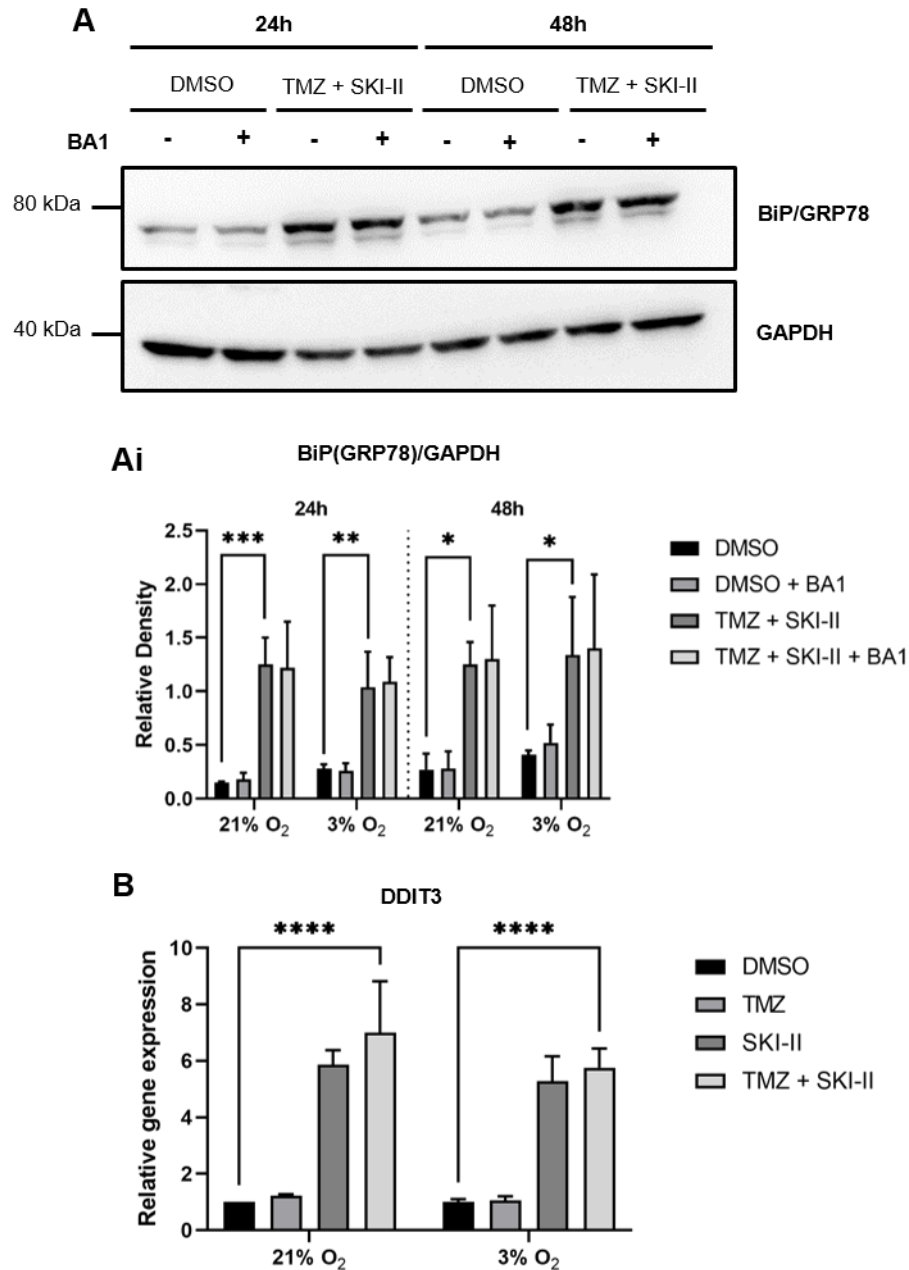 A
24h 48h
DMSO TMZ + SKI-II DMSO TMZ + SKI-II
BA1 - + - + - + - +
80 kDa BiP/GRP78
40 kDa GAPDH
Ai BiP(GRP78)/GAPDH
24h 48h
*** ** * *
Relative Density
2.5
2.0
1.5
1.0
0.5
0.0
21% O₂ 3% O₂ 21% O₂ 3% O₂
DMSO
DMSO + BA1
TMZ + SKI-II
TMZ + SKI-II + BA1
B DDIT3
**** ****
Relative gene expression
10
8
6
4
2
0
21% O₂ 3% O₂
DMSO
TMZ
SKI-II
TMZ + SKI-II